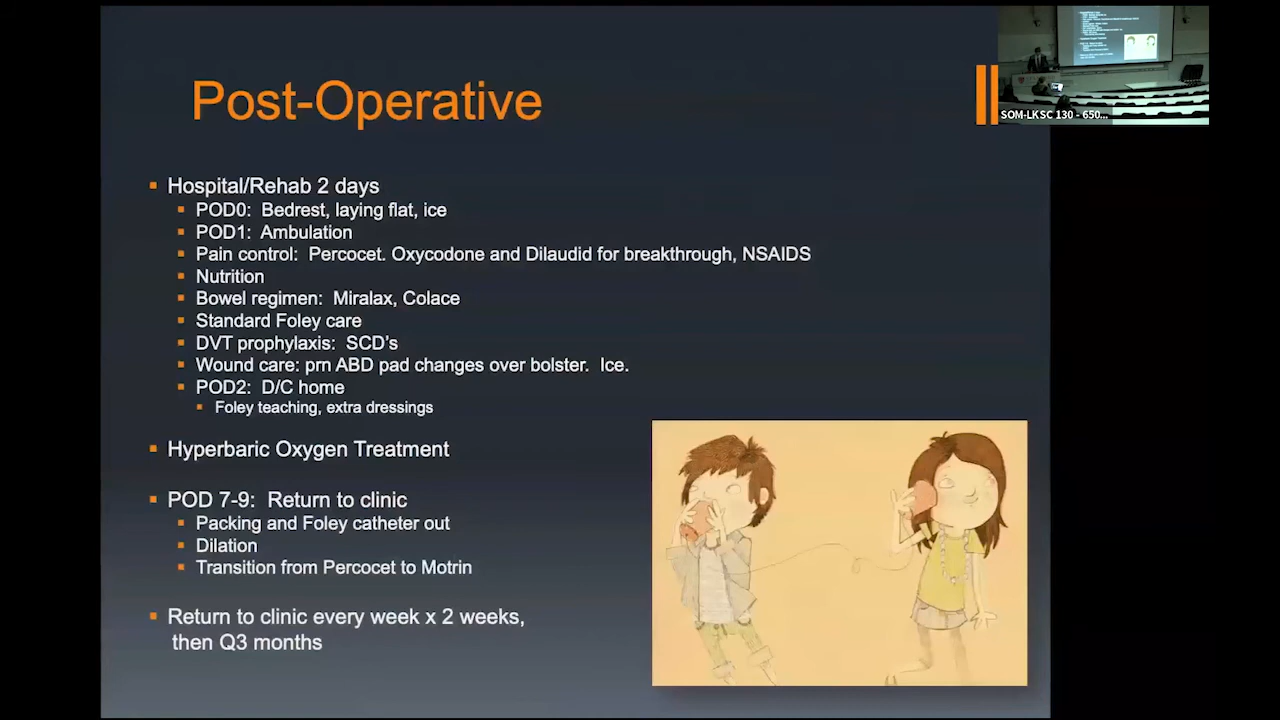 Post-Operative
SOM-LKSC 130 - 650...
Hospital/Rehab 2 days
POD0: Bedrest, laying flat, ice
POD1: Ambulation
Pain control: Percocet. Oxycodone and Dilaudid for breakthrough, NSAIDS
Nutrition
Bowel regimen: Miralax, Colace
Standard Foley care
DVT prophylaxis: SCD's
Wound care: prn ABD pad changes over bolster. Ice.
POD2: D/C home
Foley teaching, extra dressings
Hyperbaric Oxygen Treatment
POD 7-9: Return to clinic
Packing and Foley catheter out
Dilation
Transition from Percocet to Motrin
Return to clinic every week x 2 weeks,
then Q3 months